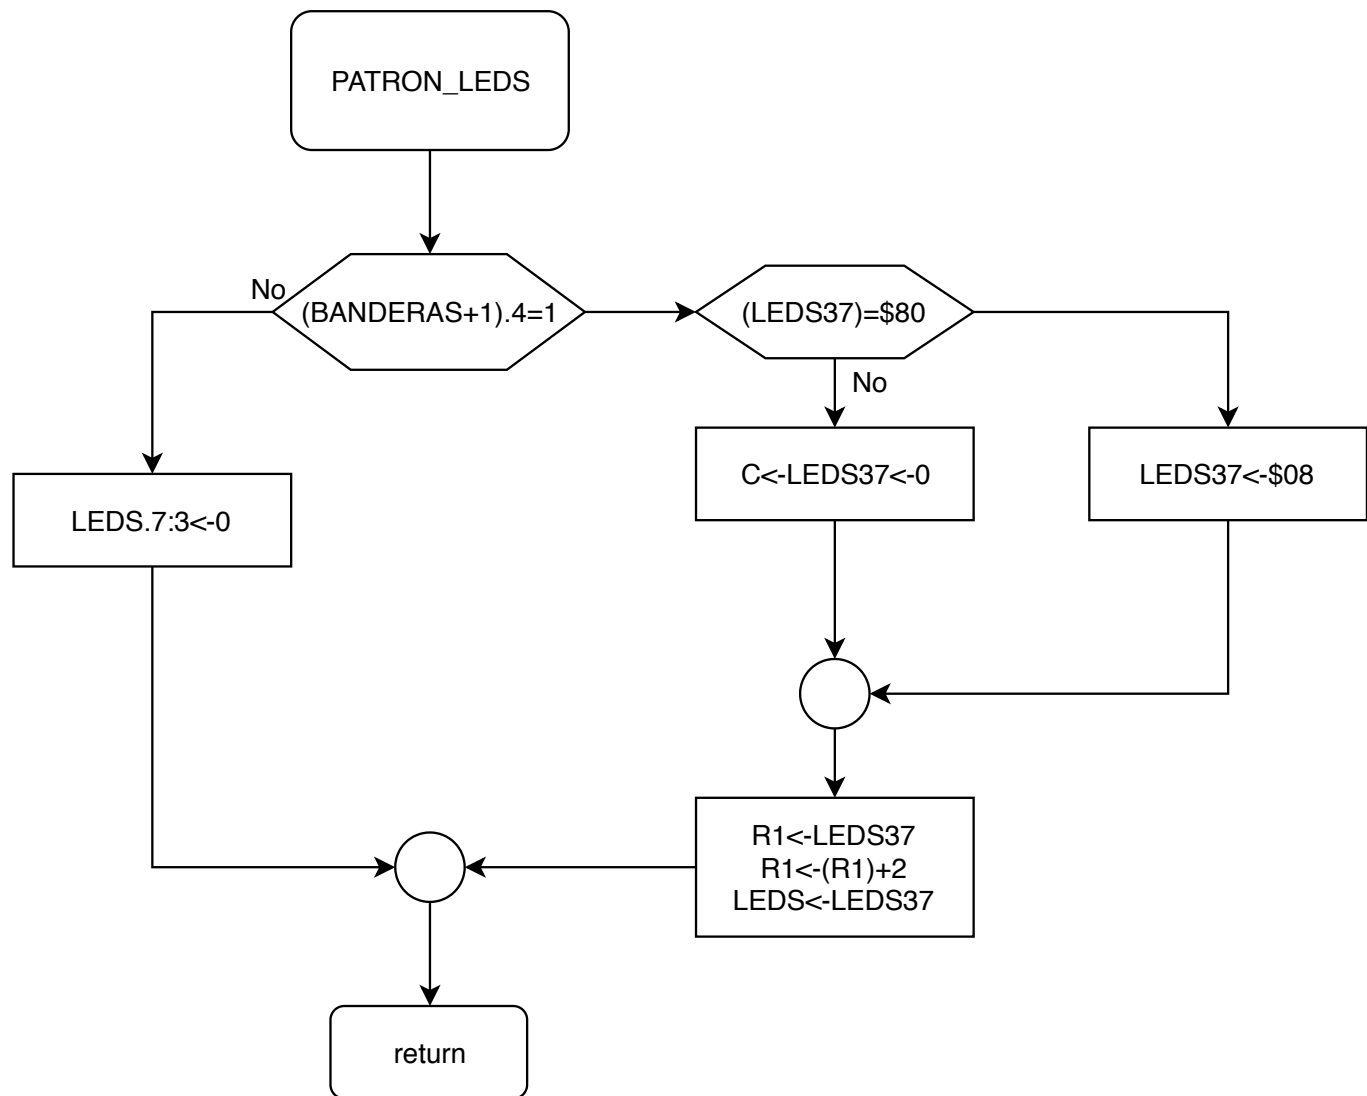 PATRON_LEDS
No
(BANDERAS+1).4=1
(LEDS37)=$80
No
LEDS.7:3<-0
C<-LEDS37<-0
LEDS37<-$08
R1<-LEDS37
R1<-(R1)+2
LEDS<-LEDS37
return